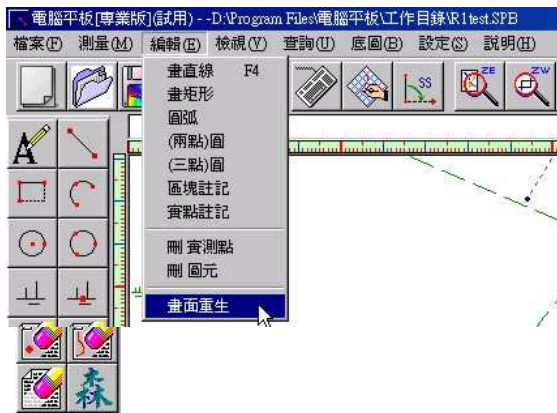 電腦平板[專業版](試用) - -D:\Program Files\電腦平板\工作目錄\R1test.SPB
檔案(F) 測量(M) 編輯(E) 檢視(V) 查詢(U) 底圖(B) 設定(S) 說明(H)
畫直線 F4
畫矩形
圓弧
(兩點)圓
(三點)圓
區塊註記
實點註記
刪 實測點
刪 圖元
畫面重生
SS
ZE
ZW
A
森